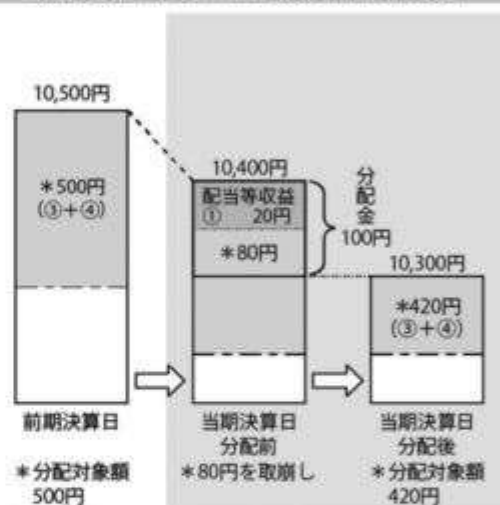 10,500円
*500円
(③+④)
前期決算日
*分配対象額
500円
10,400円
配当等収益
① 20円
*80円
分配金
100円
当期決算日
分配前
*80円を取崩し
10,300円
*420円
(③+④)
当期決算日
分配後
*分配対象額
420円